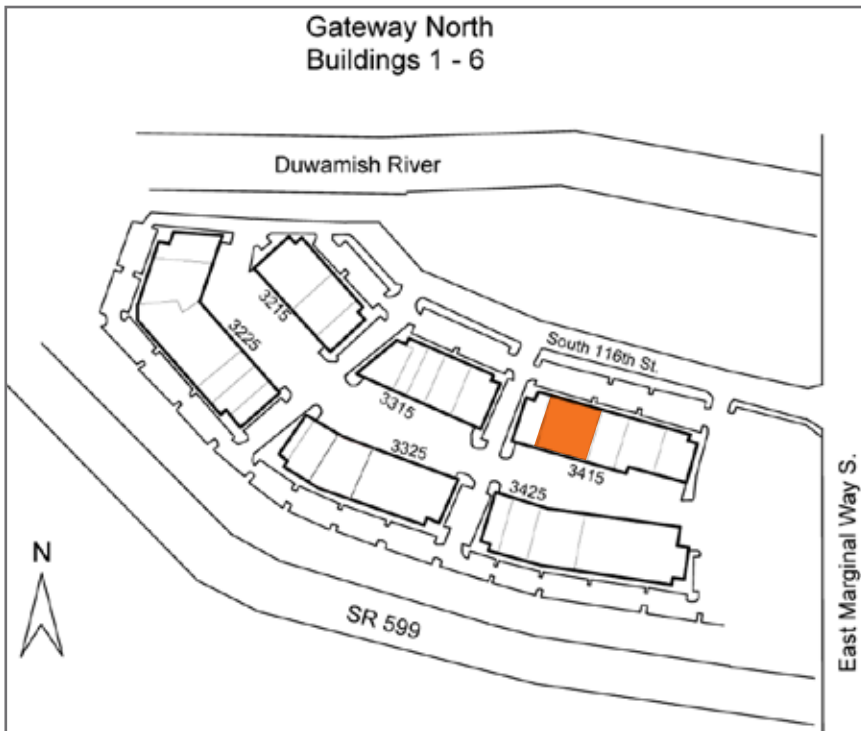 Gateway North
Buildings 1 - 6
Duwamish River
3215
3225
South 116th St.
3315
3325
3415
3425
East Marginal Way S.
N
SR 599